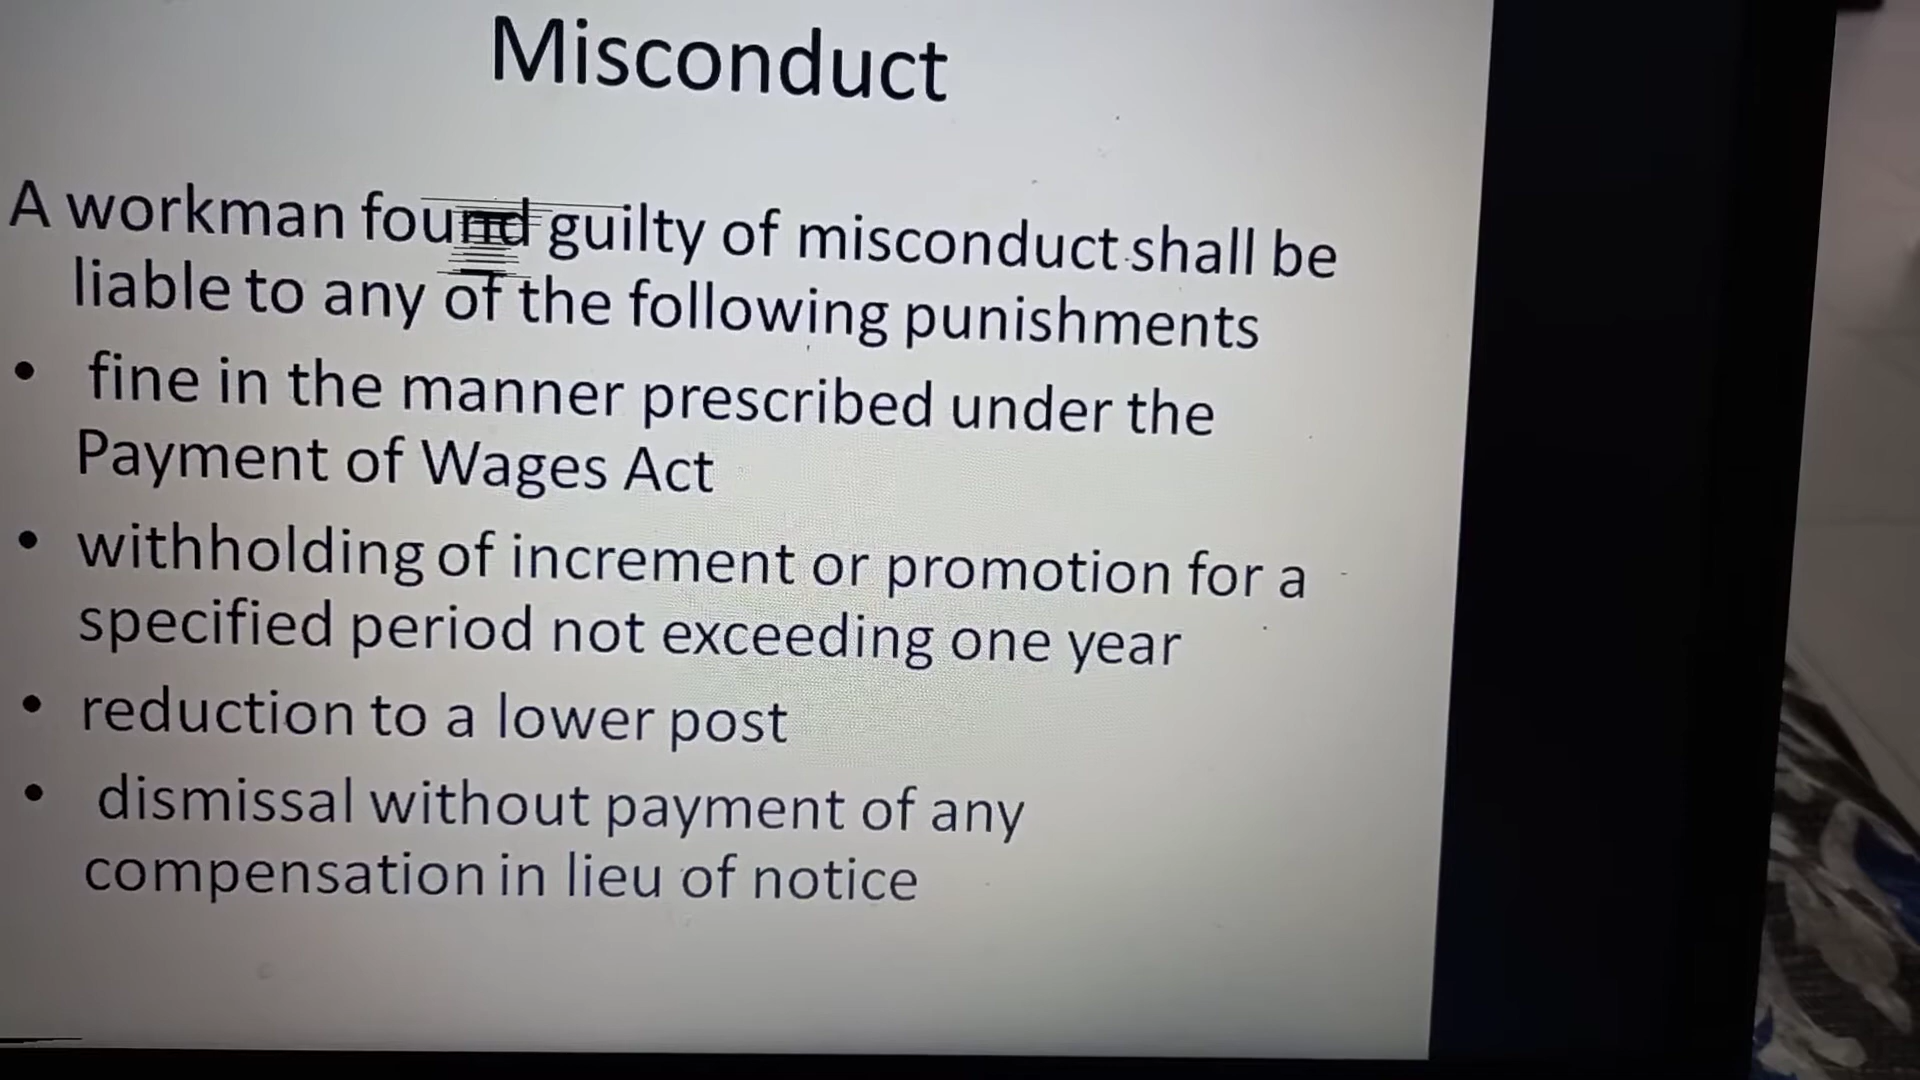 Misconduct
A workman found guilty of misconduct shall be
liable to any of the following punishments
• fine in the manner prescribed under the
Payment of Wages Act
• withholding of increment or promotion for a
specified period not exceeding one year
• reduction to a lower post
• dismissal without payment of any
compensation in lieu of notice